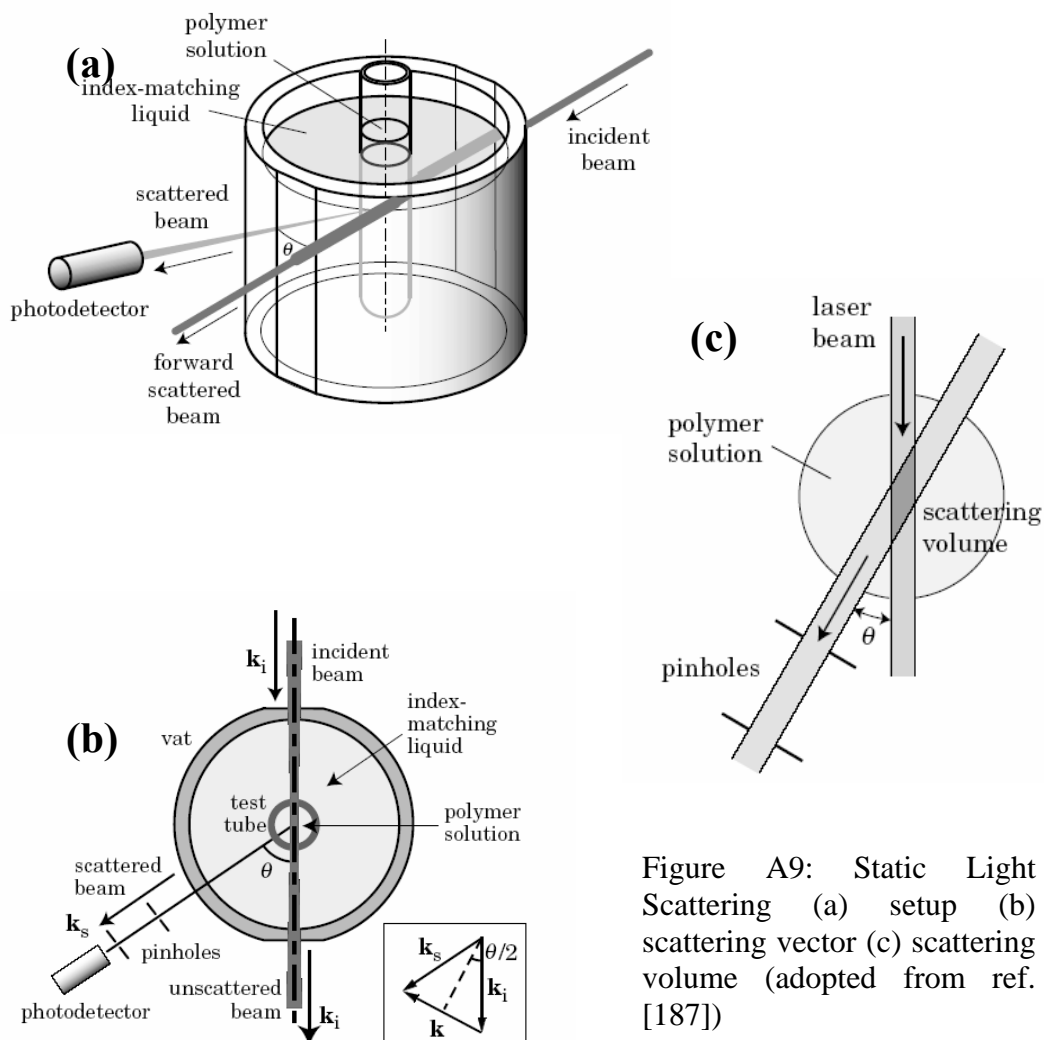 (a)
polymer
solution
index-matching
liquid
incident
beam
scattered
beam
θ
photodetector
forward
scattered
beam
(c)
laser
beam
polymer
solution
scattering
volume
θ
pinholes
(b)
k_i
incident
beam
index-
matching
liquid
vat
test
tube
polymer
solution
θ
scattered
beam
k_s
pinholes
photodetector
unscattered
beam
k_i
k_s
θ/2
k_i
k
Figure A9: Static Light
Scattering (a) setup (b)
scattering vector (c) scattering
volume (adopted from ref.
[187])